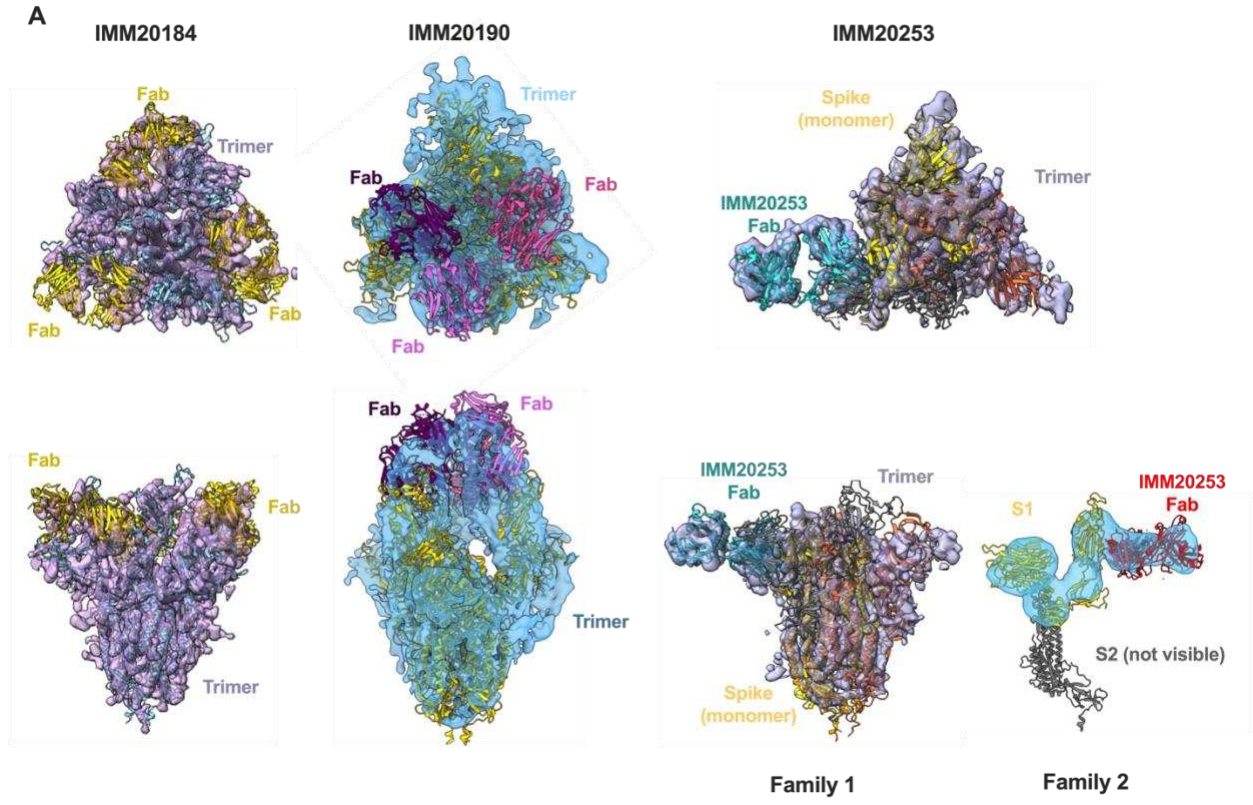 A
IMM20184
IMM20190
IMM20253
Fab
Trimer
Fab
Fab
Trimer
Fab
Fab
Fab
Spike
(monomer)
Trimer
IMM20253
Fab
Fab
Fab
Trimer
Fab
Fab
Trimer
IMM20253
Fab
Trimer
Spike
(monomer)
S1
IMM20253
Fab
S2 (not visible)
Family 1
Family 2